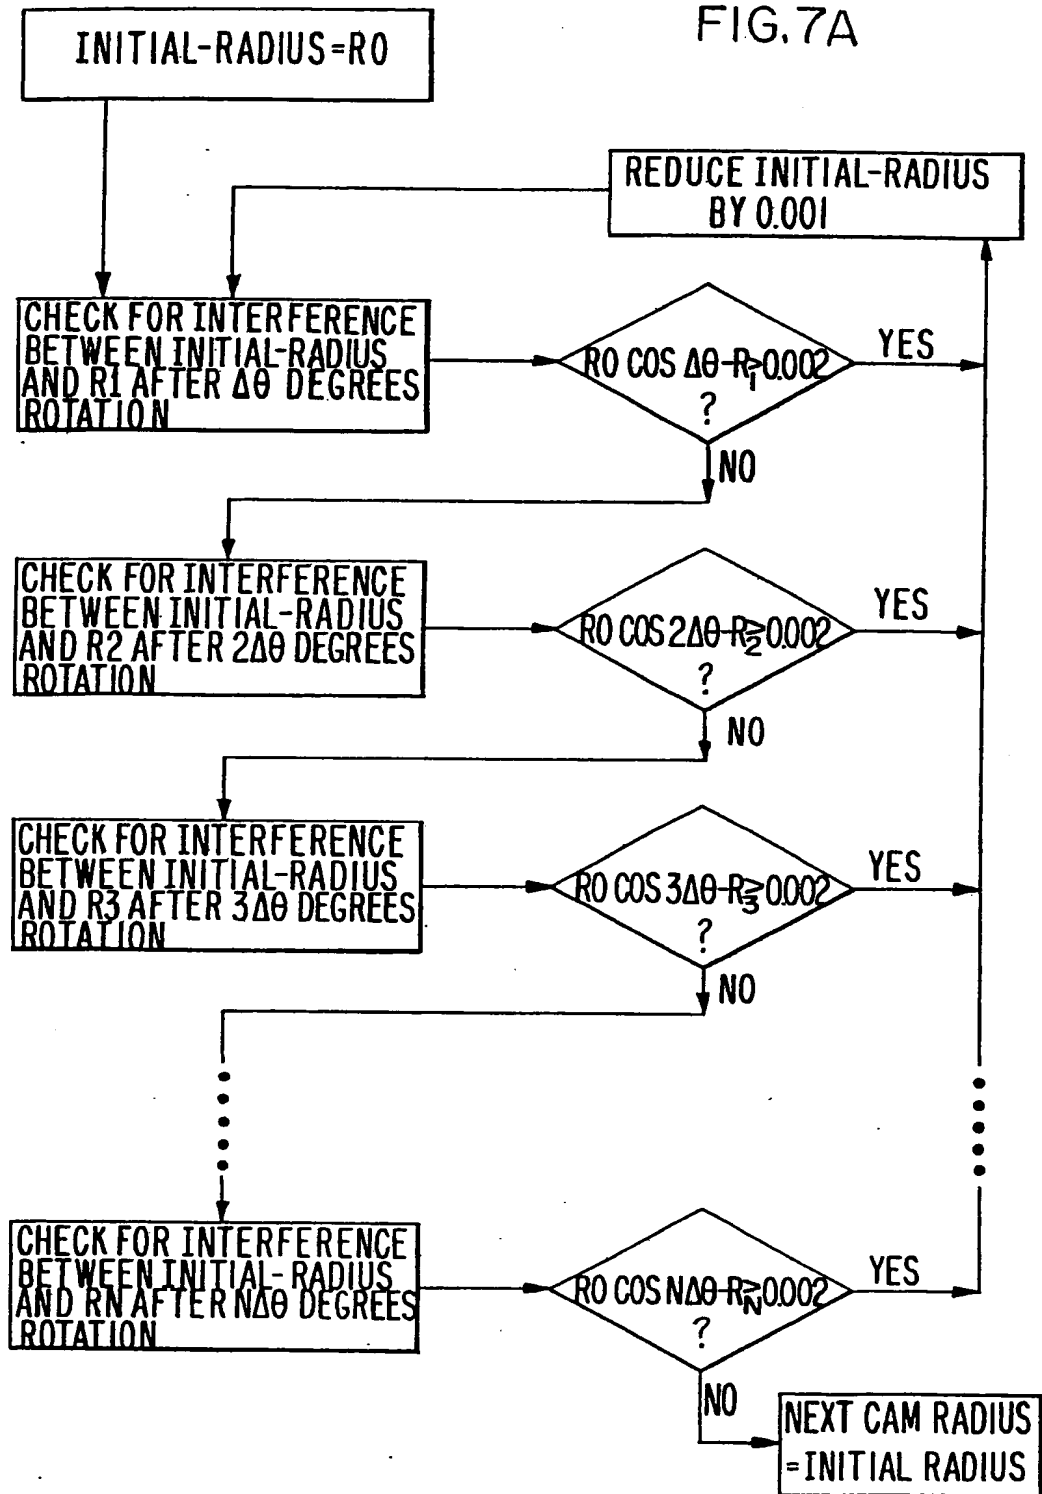 FIG.7A
INITIAL-RADIUS=R0
REDUCE INITIAL-RADIUS
BY 0.001
CHECK FOR INTERFERENCE
BETWEEN INITIAL-RADIUS
AND R1 AFTER Δθ DEGREES
ROTATION
R0 COS Δθ-R1≥0.002
?
YES
NO
CHECK FOR INTERFERENCE
BETWEEN INITIAL-RADIUS
AND R2 AFTER 2Δθ DEGREES
ROTATION
R0 COS 2Δθ-R2≥0.002
?
YES
NO
CHECK FOR INTERFERENCE
BETWEEN INITIAL-RADIUS
AND R3 AFTER 3Δθ DEGREES
ROTATION
R0 COS 3Δθ-R3≥0.002
?
YES
NO
CHECK FOR INTERFERENCE
BETWEEN INITIAL-RADIUS
AND RN AFTER NΔθ DEGREES
ROTATION
R0 COS NΔθ-RN≥0.002
?
YES
NO
NEXT CAM RADIUS
=INITIAL RADIUS